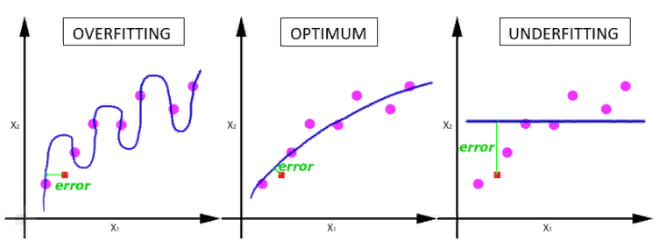 OVERFITTING
X₂
error
X₁
OPTIMUM
X₂
error
X₁
UNDERFITTING
X₂
error
X₁